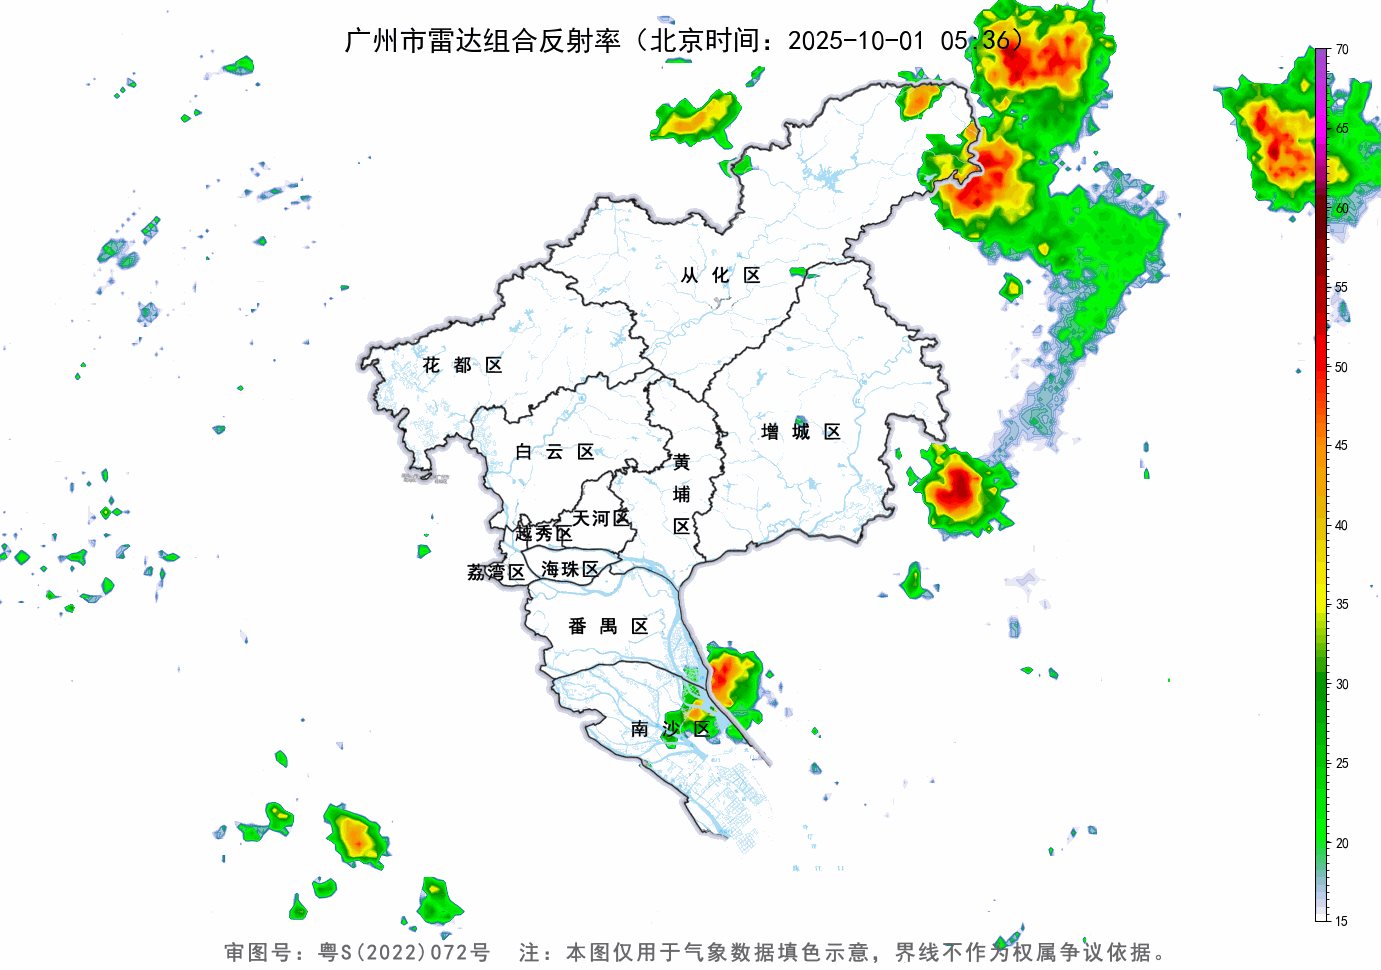 广州市雷达组合反射率（北京时间：2025-10-01 05:36）
70
65
60
55
50
45
40
35
30
25
20
15
从化区
花都区
增城区
白云区
黄埔区
天河区
越秀区
海珠区
荔湾区
番禺区
南沙区
审图号：粤S(2022)072号 注：本图仅用于气象数据填色示意，界线不作为权属争议依据。